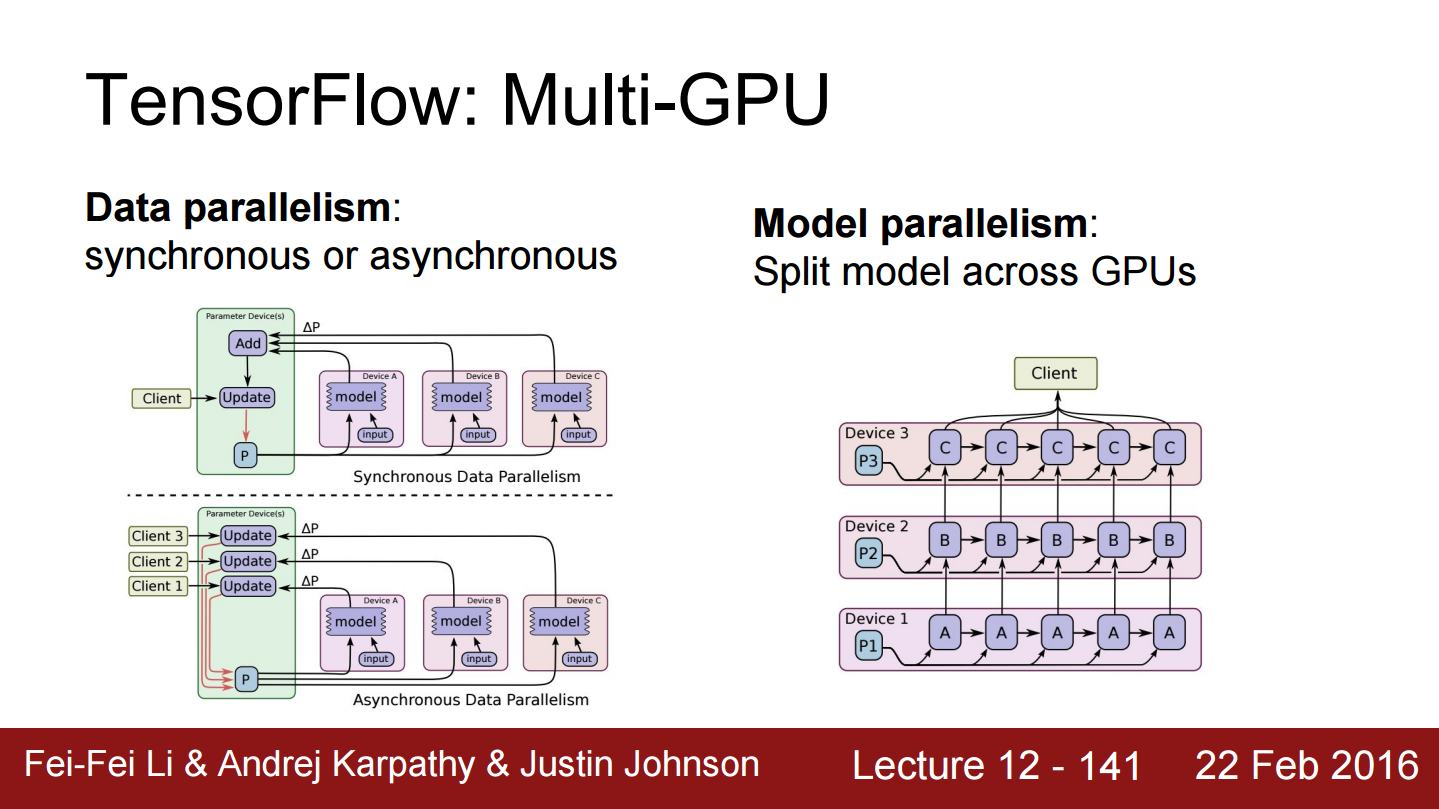 TensorFlow: Multi-GPU
Data parallelism:
synchronous or asynchronous
Parameter Device(s)
Add
ΔP
Client
Update
P
Device A
model
input
Device B
model
input
Device C
model
input
Synchronous Data Parallelism
Parameter Device(s)
Client 3
Update
ΔP
Client 2
Update
ΔP
Client 1
Update
ΔP
P
Device A
model
input
Device B
model
input
Device C
model
input
Asynchronous Data Parallelism
Model parallelism:
Split model across GPUs
Client
Device 3
P3
C C C C C
Device 2
P2
B B B B B
Device 1
P1
A A A A A
Fei-Fei Li & Andrej Karpathy & Justin Johnson
Lecture 12 - 141
22 Feb 2016